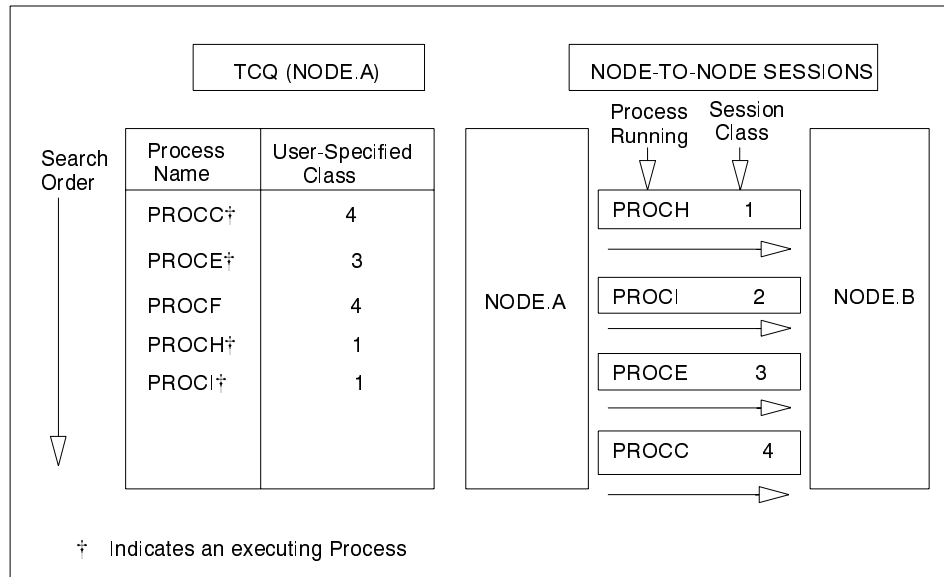 TCQ (NODE.A)
NODE-TO-NODE SESSIONS
Search
Order
Process
Name
User-Specified
Class
PROCC† 4
PROCE† 3
PROCF 4
PROCH† 1
PROCI† 1
NODE.A
Process
Running
Session
Class
PROCH 1
PROCI 2
PROCE 3
PROCC 4
NODE.B
† Indicates an executing Process